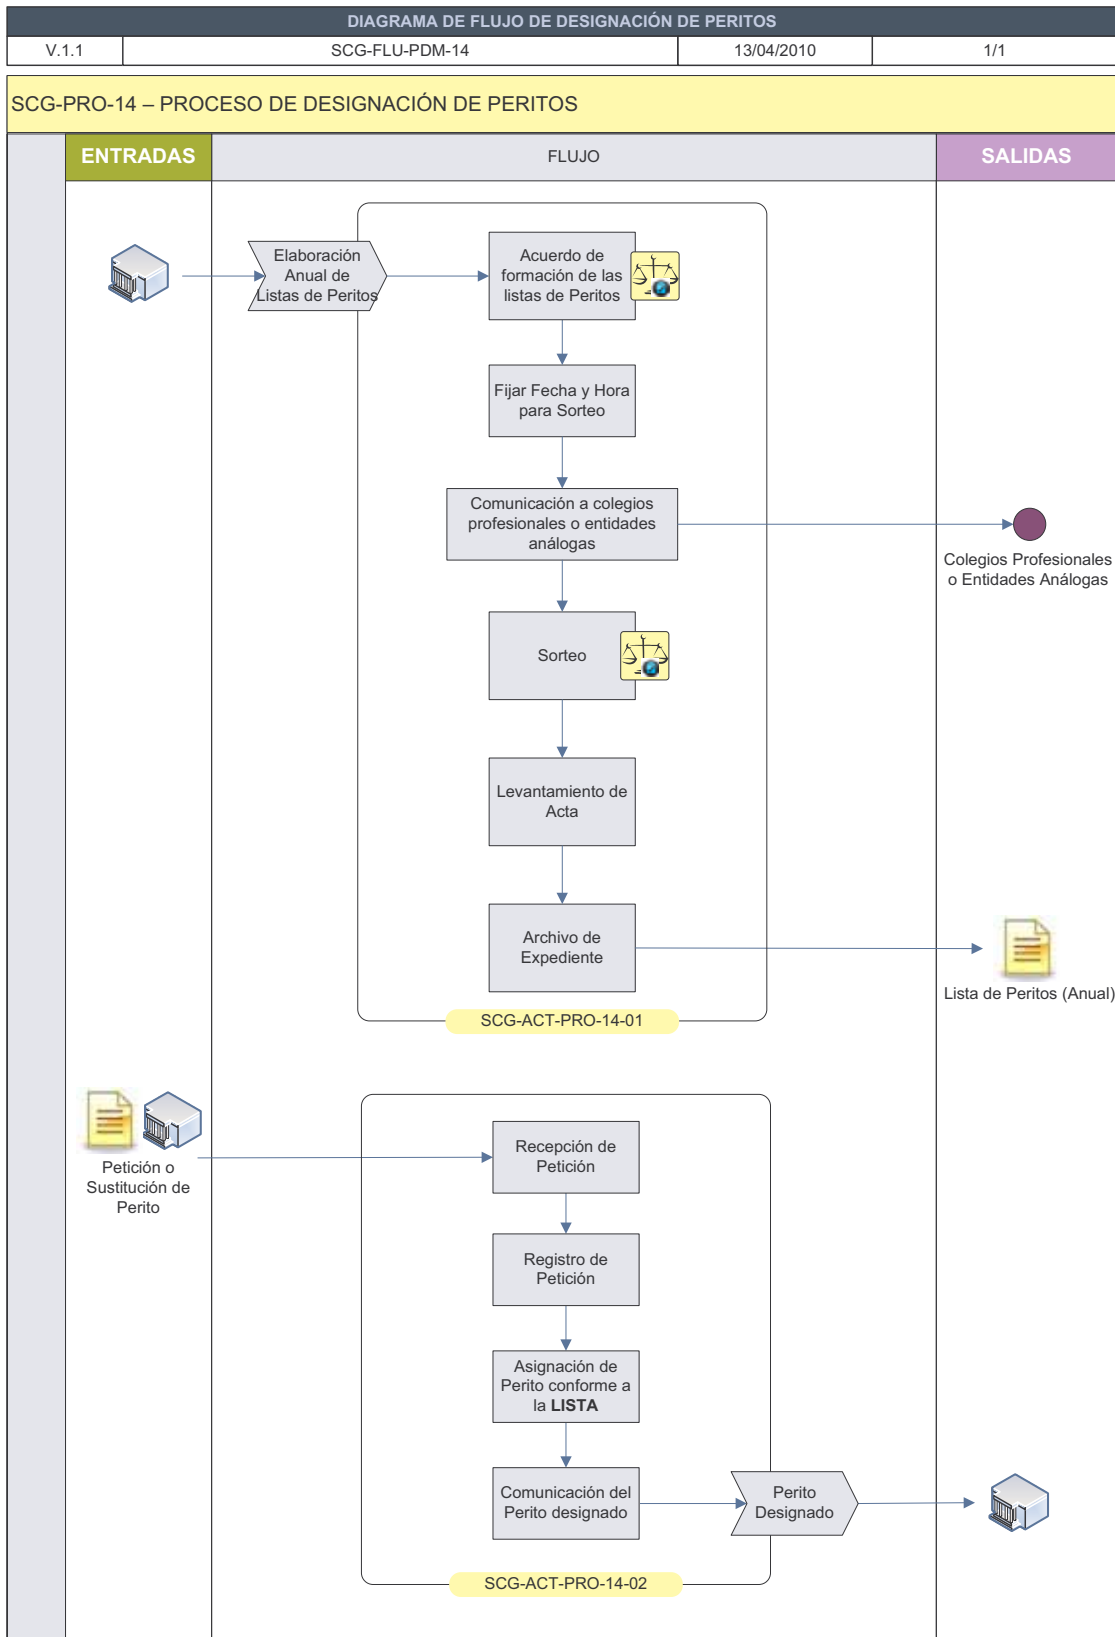 DIAGRAMA DE FLUJO DE DESIGNACIÓN DE PERITOS
V.1.1 SCG-FLU-PDM-14 13/04/2010 1/1
SCG-PRO-14 – PROCESO DE DESIGNACIÓN DE PERITOS
ENTRADAS FLUJO SALIDAS
Elaboración
Anual de
Listas de Peritos
Acuerdo de
formación de las
listas de Peritos
Fijar Fecha y Hora
para Sorteo
Comunicación a colegios
profesionales o entidades
análogas
Colegios Profesionales
o Entidades Análogas
Sorteo
Levantamiento de
Acta
Archivo de
Expediente
Lista de Peritos (Anual)
SCG-ACT-PRO-14-01
Petición o
Sustitución de
Perito
Recepción de
Petición
Registro de
Petición
Asignación de
Perito conforme a
la LISTA
Comunicación del
Perito designado
Perito
Designado
SCG-ACT-PRO-14-02